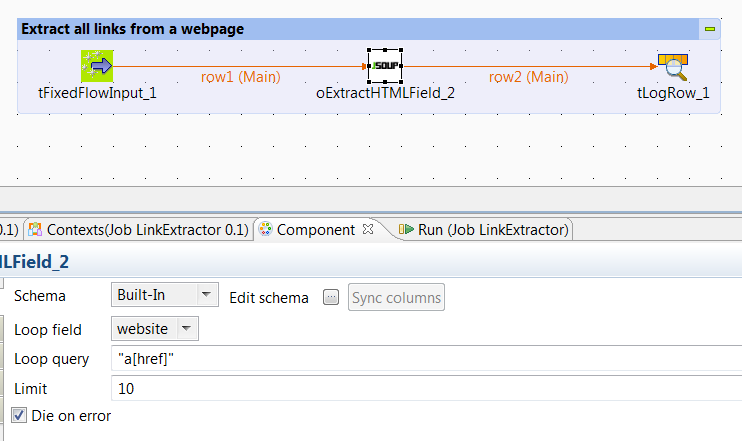 Extract all links from a webpage
row1 (Main)
SOUP
row2 (Main)
tFixedFlowInput_1
oExtractHTMLField_2
tLogRow_1
0.1)
Contexts(Job LinkExtractor 0.1)
Component
Run (Job LinkExtractor)
MLField_2
Schema
Built-In
Edit schema
...
Sync columns
Loop field
website
Loop query
"a[href]"
Limit
10
Die on error